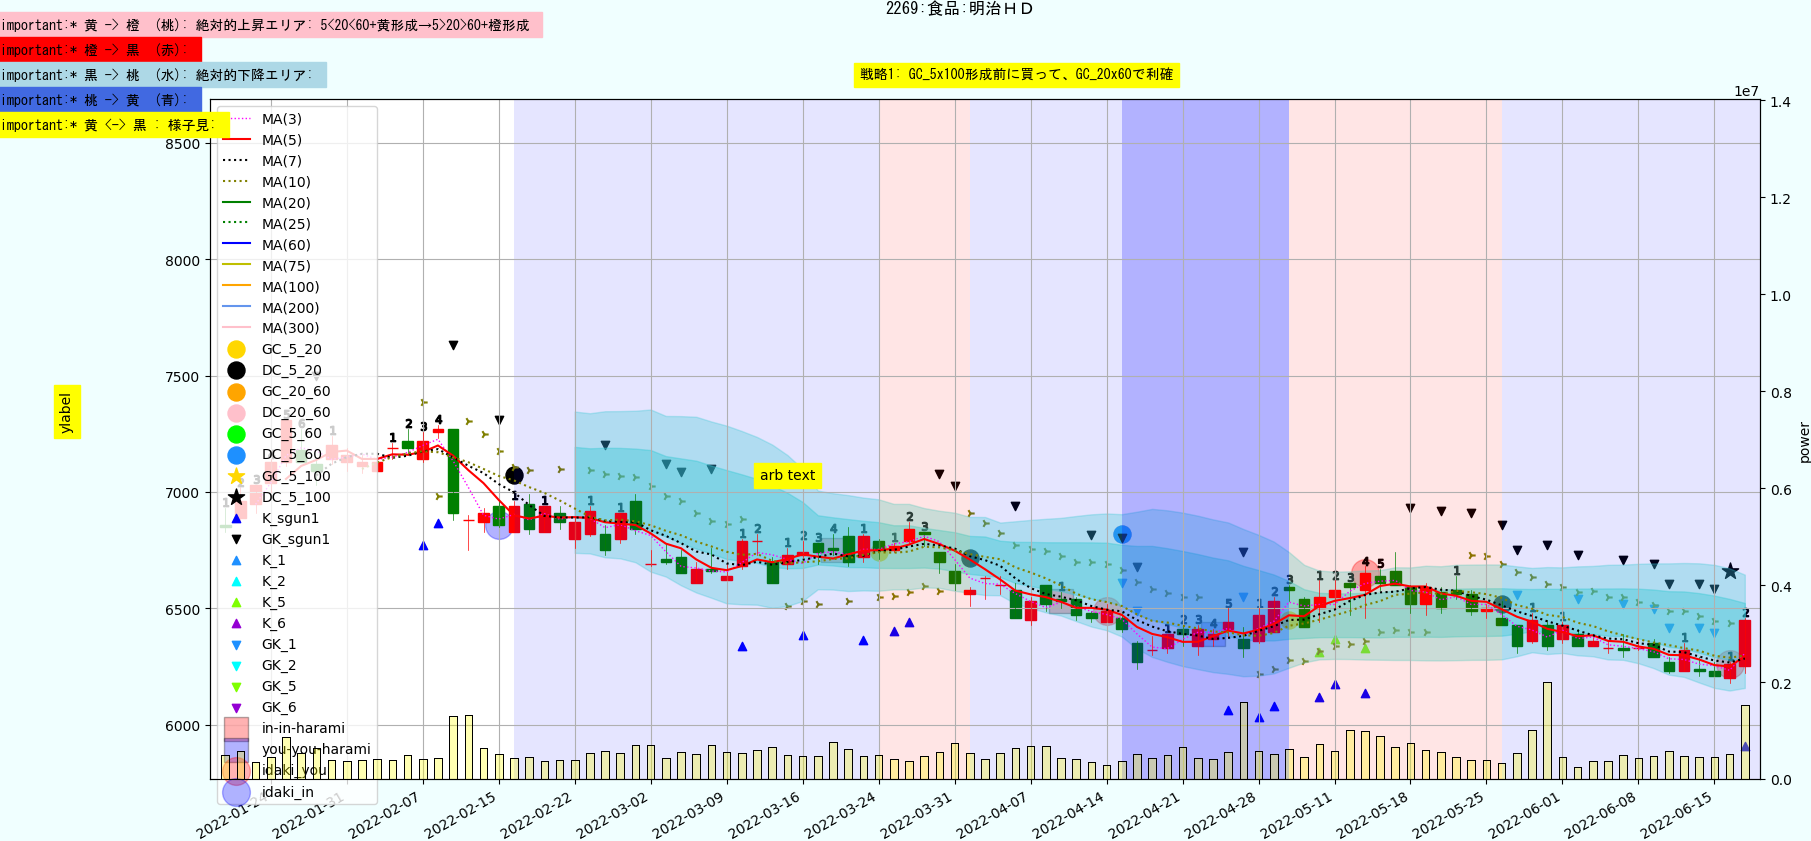 2269:食品:明治ＨＤ
important:* 黄 -> 橙 (桃): 絶対的上昇エリア: 5<20<60+黄形成→5>20>60+橙形成
important:* 橙 -> 黒 (赤):
important:* 黒 -> 桃 (水): 絶対的下降エリア:
戦略1: GC_5x100形成前に買って、GC_20x60で利確
important:* 桃 -> 黄 (青):
important:* 黄 <-> 黒 : 様子見:
1e7
MA(3)
MA(5)
MA(7)
MA(10)
MA(20)
MA(25)
MA(60)
MA(75)
MA(100)
MA(200)
MA(300)
GC_5_20
DC_5_20
GC_20_60
DC_20_60
GC_5_60
DC_5_60
GC_5_100
DC_5_100
K_sgun1
GK_sgun1
K_1
K_2
K_5
K_6
GK_1
GK_2
GK_5
GK_6
in-in-harami
you-you-harami
idaki_you
idaki_in
8500
8000
7500
7000
6500
6000
ylabel
arb text
1.4
1.2
1.0
0.8
0.6
0.4
0.2
0.0
power
2022-01-24
2022-01-31
2022-02-07
2022-02-15
2022-02-22
2022-03-02
2022-03-09
2022-03-16
2022-03-24
2022-03-31
2022-04-07
2022-04-14
2022-04-21
2022-04-28
2022-05-11
2022-05-18
2022-05-25
2022-06-01
2022-06-08
2022-06-15